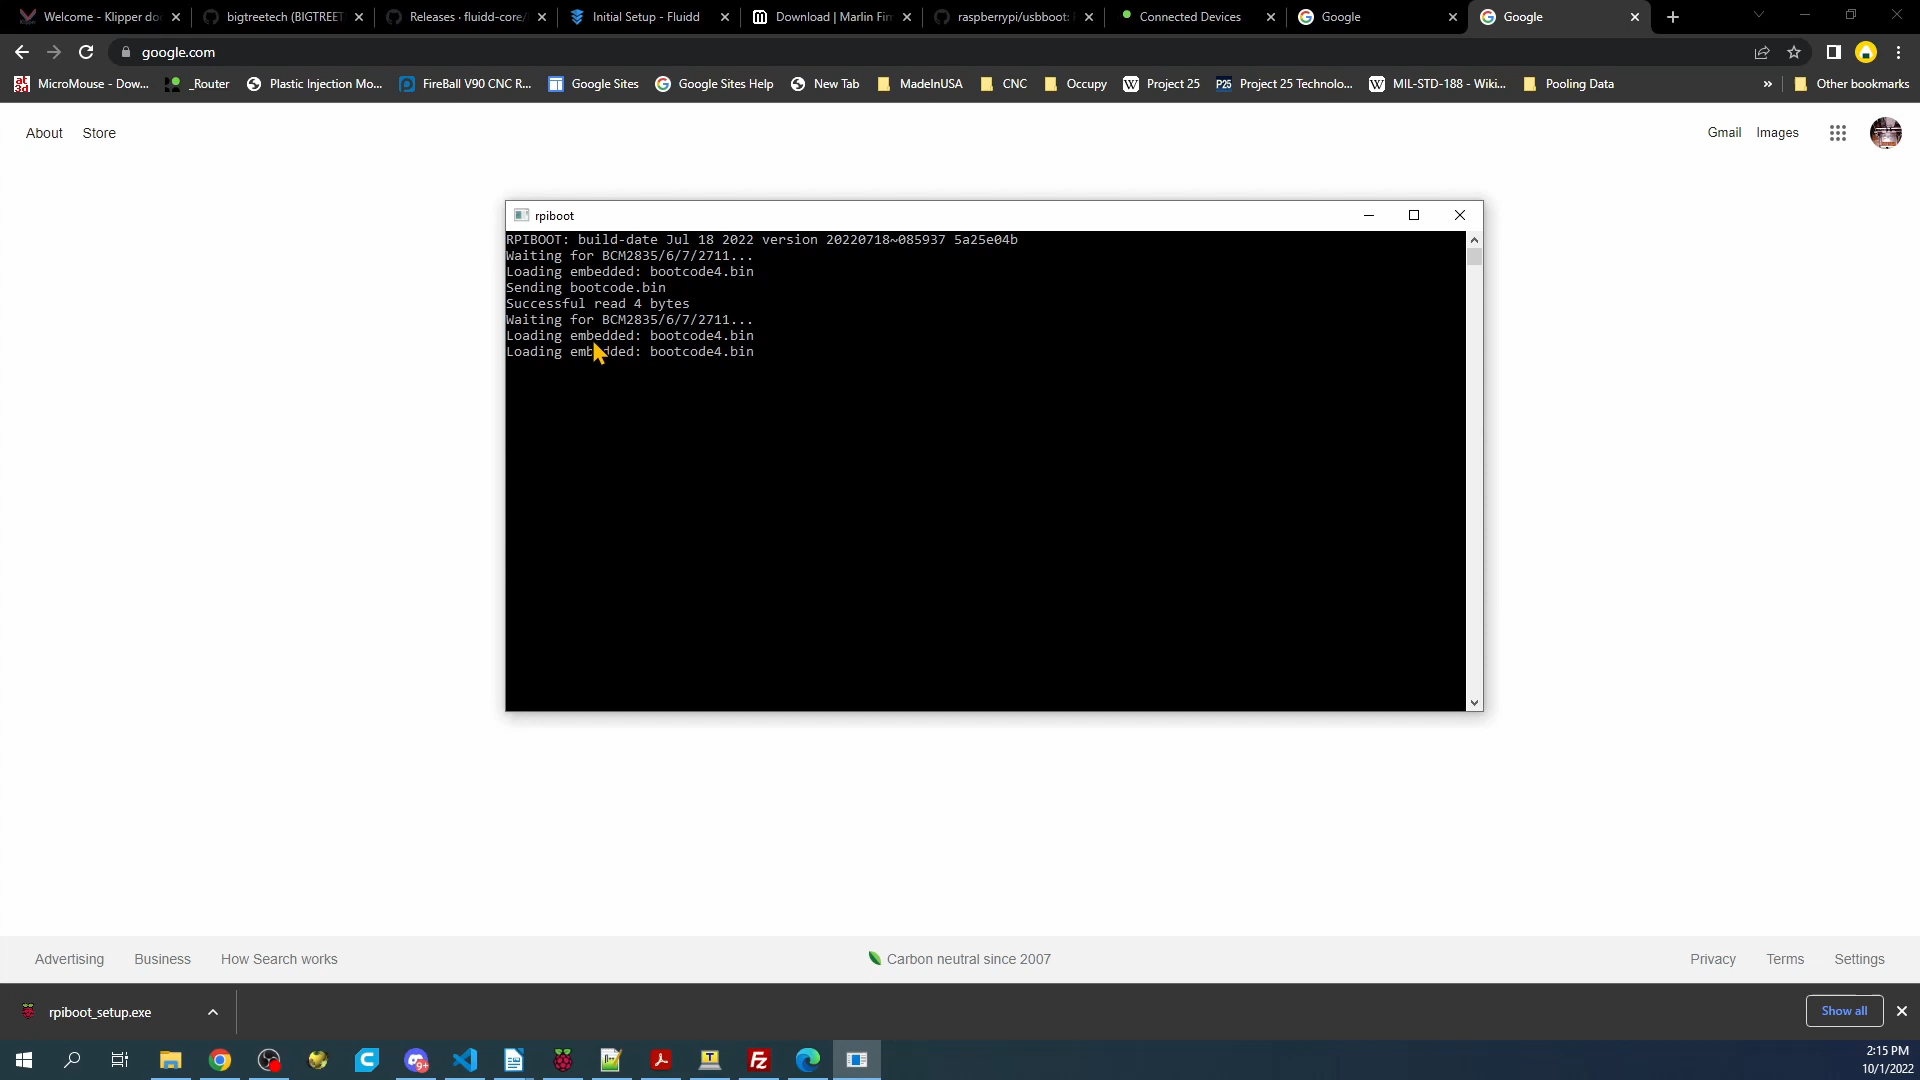 Welcome - Klipper do
bigtreetech (BIGTREET
Releases · fluidd-core/
Initial Setup - Fluidd
Download | Marlin Fir
raspberrypi/usbboot:
Connected Devices
Google
Google
google.com
MicroMouse - Dow...
_Router
Plastic Injection Mo...
FireBall V90 CNC R...
Google Sites
Google Sites Help
New Tab
MadeInUSA
CNC
Occupy
Project 25
Project 25 Technolo...
MIL-STD-188 - Wiki...
Pooling Data
»
Other bookmarks
About
Store
Gmail
Images
rpiboot
RPIBOOT: build-date Jul 18 2022 version 20220718~085937 5a25e04b
Waiting for BCM2835/6/7/2711...
Loading embedded: bootcode4.bin
Sending bootcode.bin
Successful read 4 bytes
Waiting for BCM2835/6/7/2711...
Loading embedded: bootcode4.bin
Loading embedded: bootcode4.bin
Advertising
Business
How Search works
Carbon neutral since 2007
Privacy
Terms
Settings
rpiboot_setup.exe
Show all
9+
2:15 PM
10/1/2022